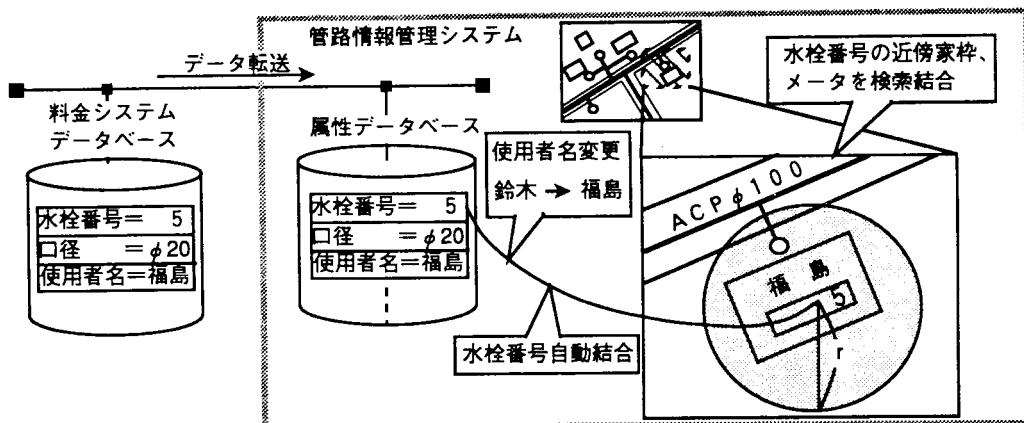 管路情報管理システム
データ転送
料金システム
データベース
水栓番号= 5
口径 =φ20
使用者名=福島
属性データベース
水栓番号= 5
口径 =φ20
使用者名=福島
使用者名変更
鈴木 → 福島
水栓番号自動結合
水栓番号の近傍家枠、
メータを検索結合
ACPφ100
福島
5
r